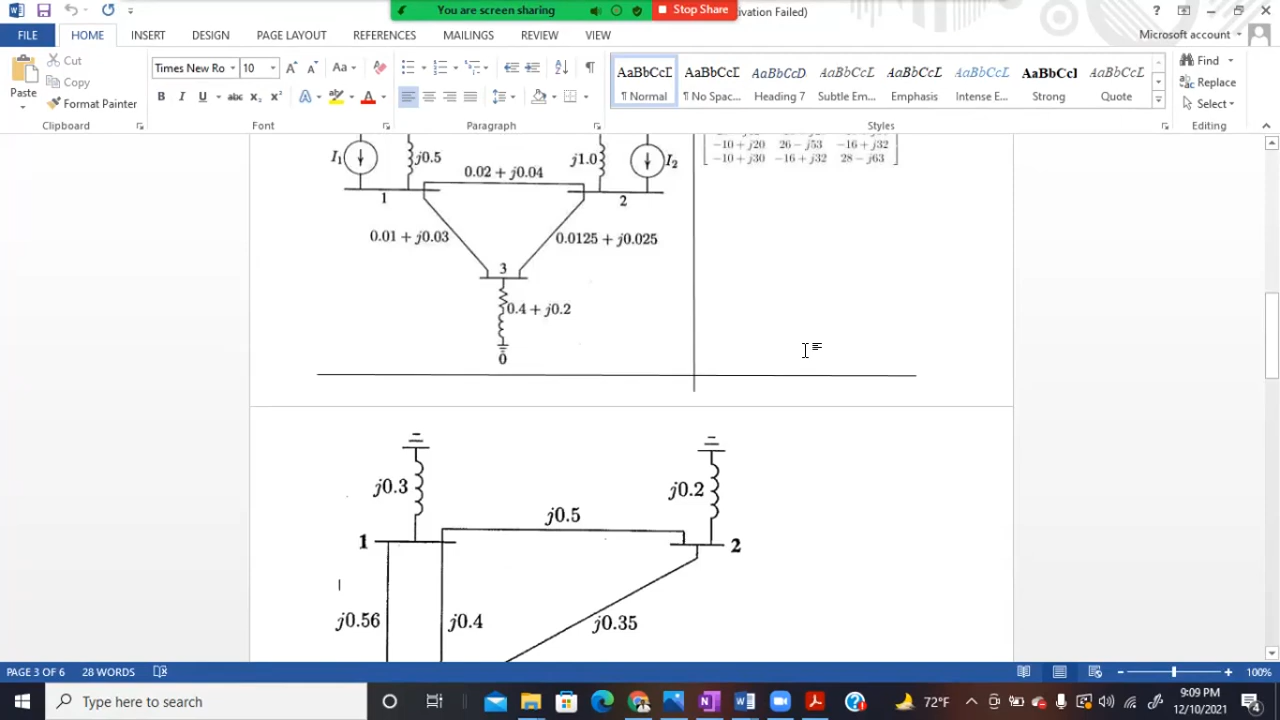 You are screen sharing
Stop Share
ivation Failed)
FILE
HOME
INSERT
DESIGN
PAGE LAYOUT
REFERENCES
MAILINGS
REVIEW
VIEW
Microsoft account
Paste
Cut
Copy
Format Painter
Times New Ro
10
Find
Replace
Select
AaBbCcI
AaBbCcL
AaBbCcD
AaBbCcL
AaBbCcL
AaBbCcL
AaBbCcl
AaBbCcL
¶ Normal
¶ No Spac...
Heading 7
Subtle Em...
Emphasis
Intense E...
Strong
Quote
Clipboard
Font
Paragraph
Styles
Editing
−10 + j20 26 − j53 −16 + j32
−10 + j30 −16 + j32 28 − j63
I1
j0.5
j1.0
I2
0.02 + j0.04
1
2
0.01 + j0.03
0.0125 + j0.025
3
0.4 + j0.2
0
j0.3
j0.2
j0.5
1
2
j0.56
j0.4
j0.35
PAGE 3 OF 6
28 WORDS
100%
Type here to search
72°F
9:09 PM
12/10/2021
4